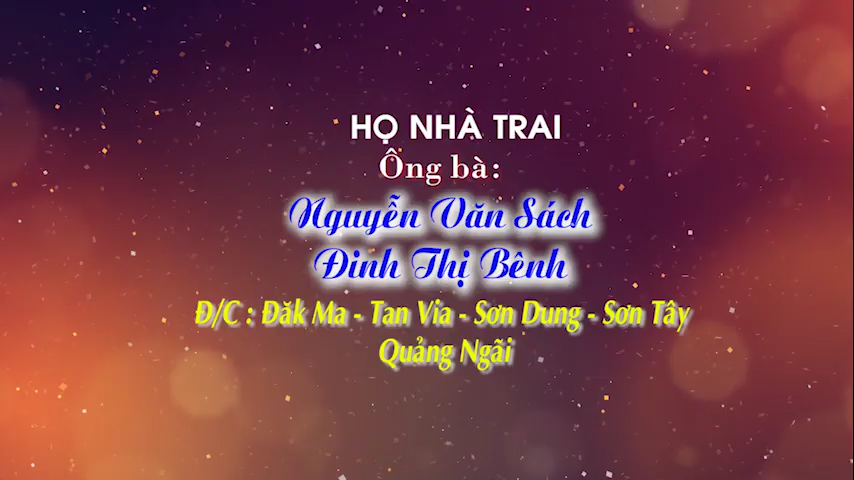 HỌ NHÀ TRAI
Ông bà:
Nguyễn Văn Sách
Đinh Thị Bênh
Đ/C : Đăk Ma - Tan Via - Sơn Dung - Sơn Tây
Quảng Ngãi